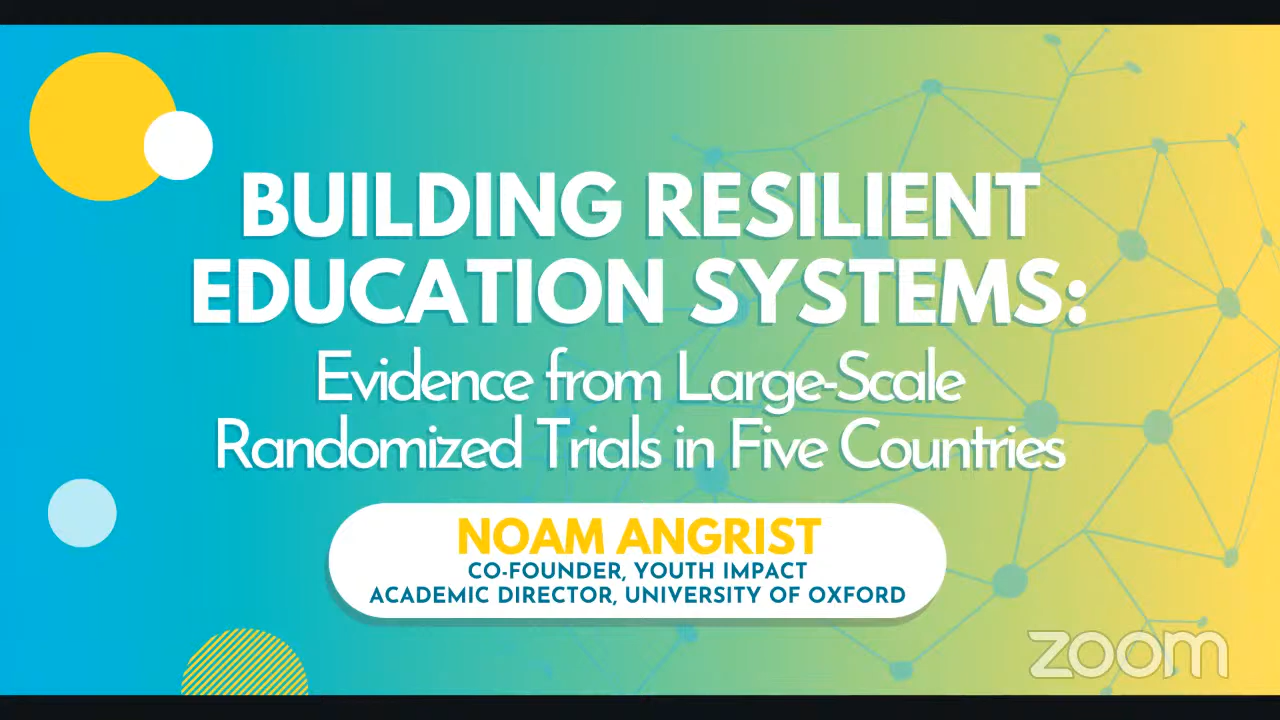 BUILDING RESILIENT
EDUCATION SYSTEMS:
Evidence from Large-Scale
Randomized Trials in Five Countries
NOAM ANGRIST
CO-FOUNDER, YOUTH IMPACT
ACADEMIC DIRECTOR, UNIVERSITY OF OXFORD
zoom